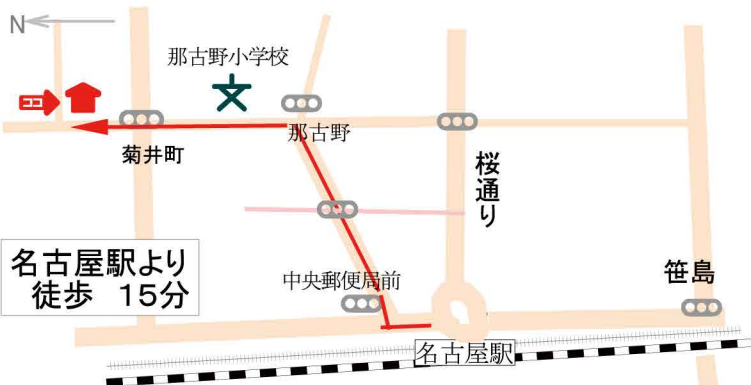 N
那古野小学校
ココ
那古野
菊井町
桜通り
名古屋駅より
徒歩 15分
中央郵便局前
笹島
名古屋駅